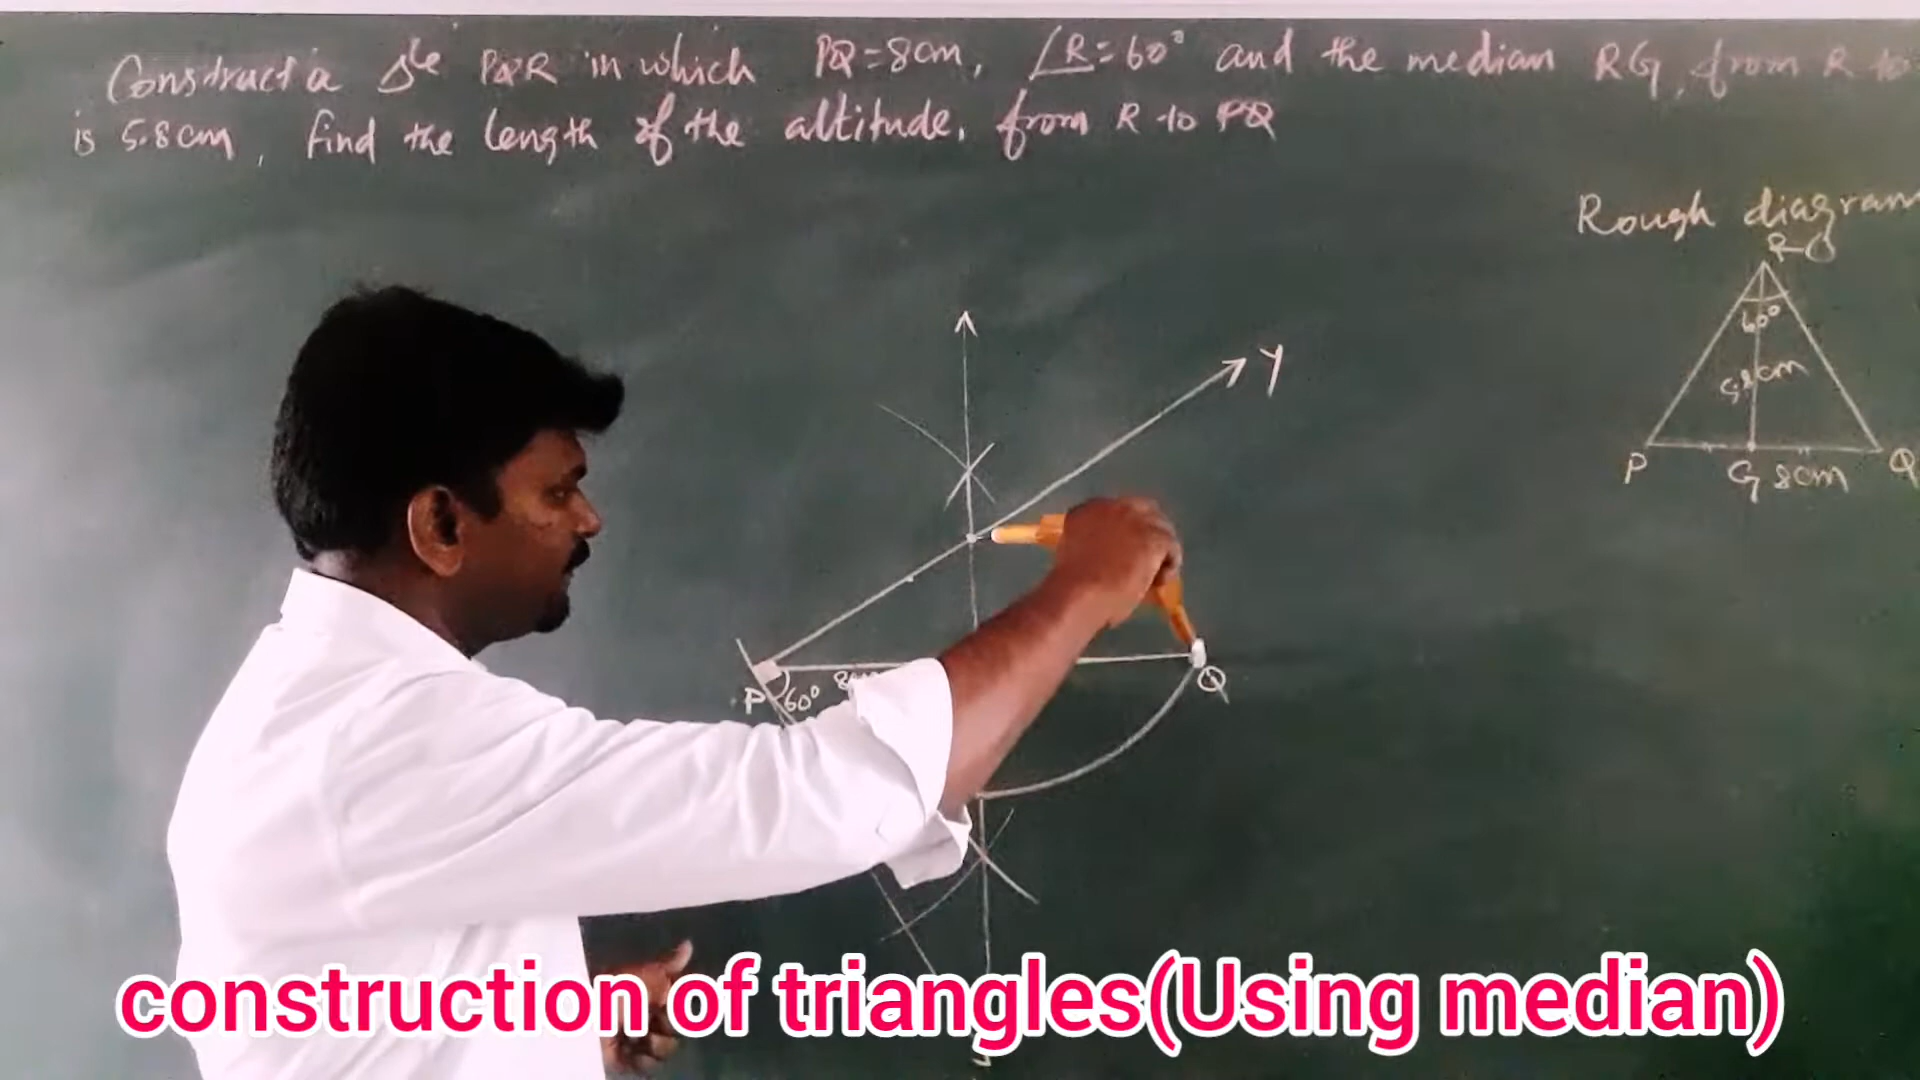 Construct a Δle PQR in which PQ=8cm, ∠R=60° and the median RG, from R to
is 5.8cm, find the length of the altitude, from R to PQ
Rough diagram
R
60°
5.8cm
P G 8cm Q
Y
P 60°
Q
construction of triangles(Using median)